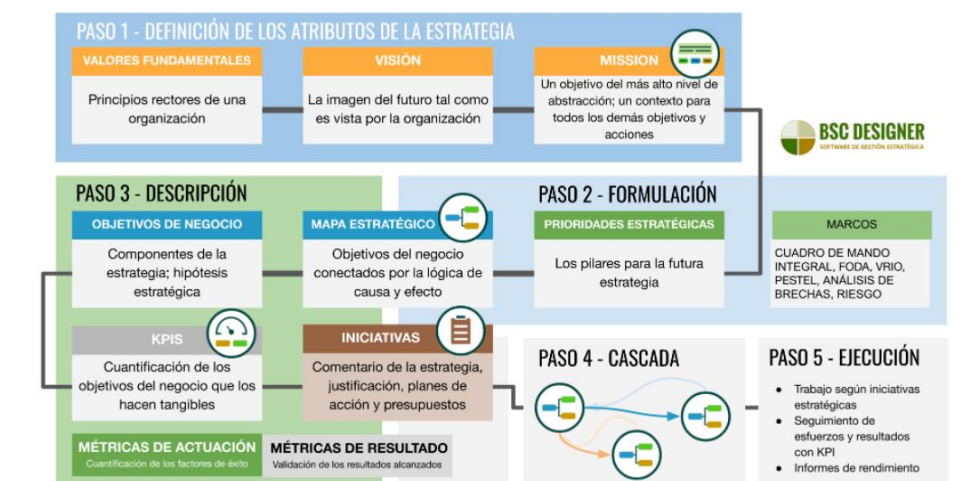 PASO 1 - DEFINICIÓN DE LOS ATRIBUTOS DE LA ESTRATEGIA
VALORES FUNDAMENTALES
Principios rectores de una
organización
VISIÓN
La imagen del futuro tal como
es vista por la organización
MISSION
Un objetivo del más alto nivel de
abstracción; un contexto para
todos los demás objetivos y
acciones
BSC DESIGNER
SOFTWARE DE GESTIÓN ESTRATÉGICA
PASO 2 - FORMULACIÓN
MARCOS
CUADRO DE MANDO
INTEGRAL, FODA, VRIO,
PESTEL, ANÁLISIS DE
BRECHAS, RIESGO
PRIORIDADES ESTRATÉGICAS
Los pilares para la futura
estrategia
MAPA ESTRATÉGICO
Objetivos del negocio
conectados por la lógica de
causa y efecto
PASO 3 - DESCRIPCIÓN
OBJETIVOS DE NEGOCIO
Componentes de la
estrategia; hipótesis
estratégica
KPIS
Cuantificación de los
objetivos del negocio que los
hacen tangibles
INICIATIVAS
Comentario de la estrategia,
justificación, planes de
acción y presupuestos
MÉTRICAS DE ACTUACIÓN
Cuantificación de los factores de éxito
MÉTRICAS DE RESULTADO
Validación de los resultados alcanzados
PASO 4 - CASCADA
PASO 5 - EJECUCIÓN
● Trabajo según iniciativas
estratégicas
● Seguimiento de
esfuerzos y resultados
con KPI
● Informes de rendimiento